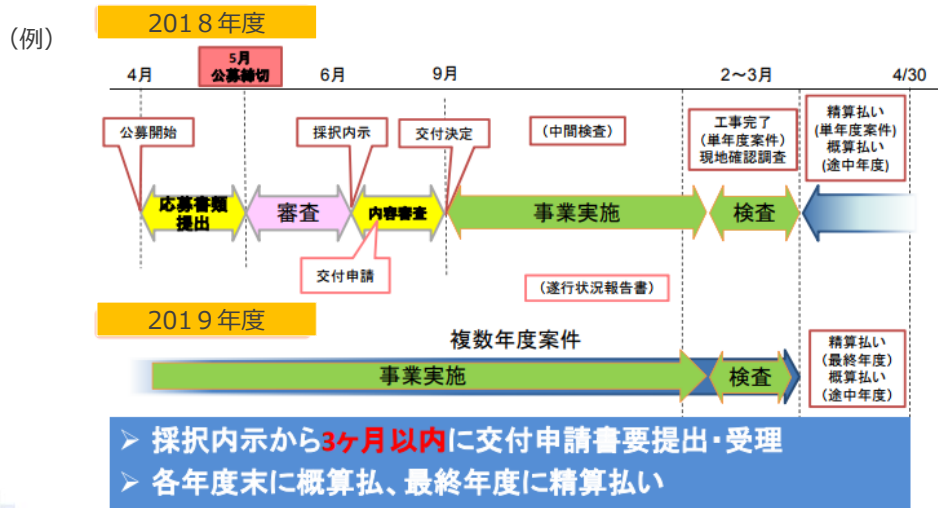 (例)
2018年度
4月
5月
公募締切
6月
9月
2～3月
4/30
公募開始
採択内示
交付決定
(中間検査)
工事完了
(単年度案件)
現地確認調査
精算払い
(単年度案件)
概算払い
(途中年度)
応募書類
提出
審査
内容審査
事業実施
検査
交付申請
(遂行状況報告書)
2019年度
複数年度案件
事業実施
検査
精算払い
(最終年度)
概算払い
(途中年度)
➢ 採択内示から3ヶ月以内に交付申請書要提出・受理
➢ 各年度末に概算払、最終年度に精算払い